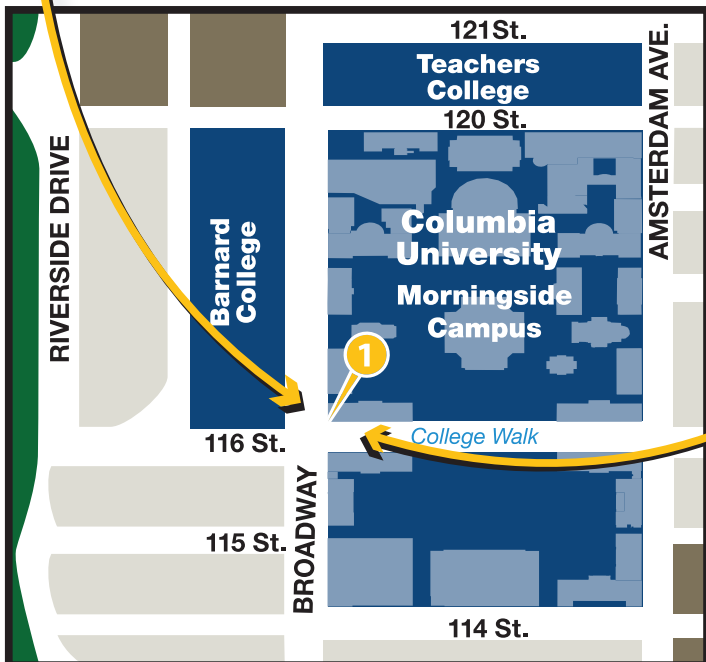 121St.
Teachers
College
120 St.
AMSTERDAM AVE.
RIVERSIDE DRIVE
Barnard
College
Columbia
University
Morningside
Campus
1
College Walk
116 St.
BROADWAY
115 St.
114 St.